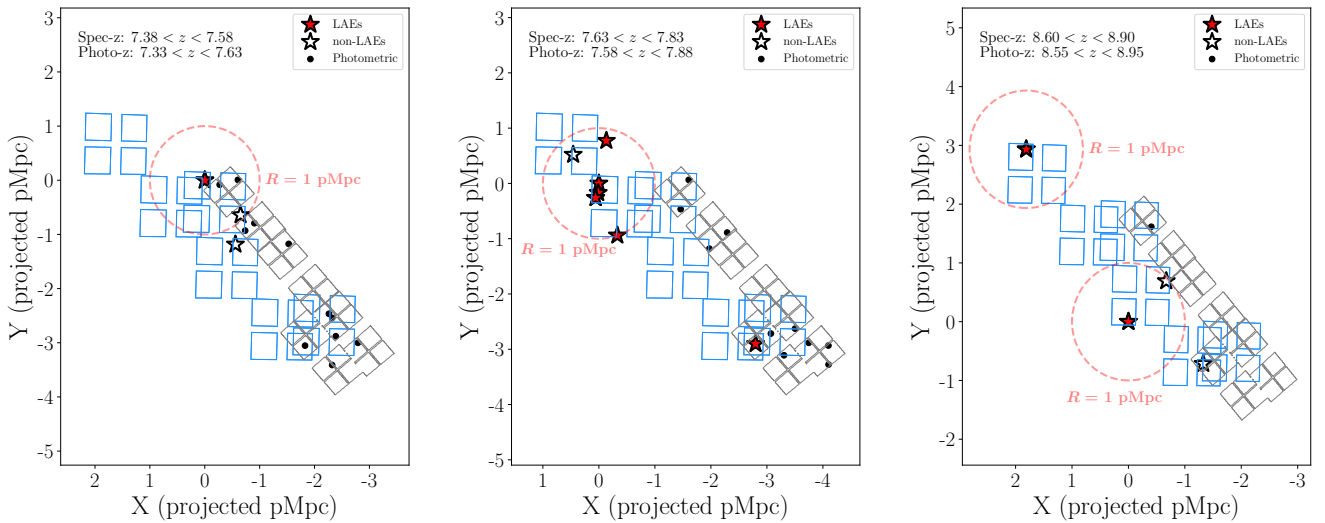 Spec-z: 7.38 < z < 7.58
Photo-z: 7.33 < z < 7.63
LAEs
non-LAEs
Photometric
R = 1 pMpc
3
2
1
0
-1
-2
-3
-4
-5
Y (projected pMpc)
2 1 0 -1 -2 -3
X (projected pMpc)
Spec-z: 7.63 < z < 7.83
Photo-z: 7.58 < z < 7.88
LAEs
non-LAEs
Photometric
R = 1 pMpc
3
2
1
0
-1
-2
-3
-4
-5
Y (projected pMpc)
1 0 -1 -2 -3 -4
X (projected pMpc)
Spec-z: 8.60 < z < 8.90
Photo-z: 8.55 < z < 8.95
LAEs
non-LAEs
Photometric
R = 1 pMpc
R = 1 pMpc
5
4
3
2
1
0
-1
-2
Y (projected pMpc)
2 1 0 -1 -2 -3
X (projected pMpc)